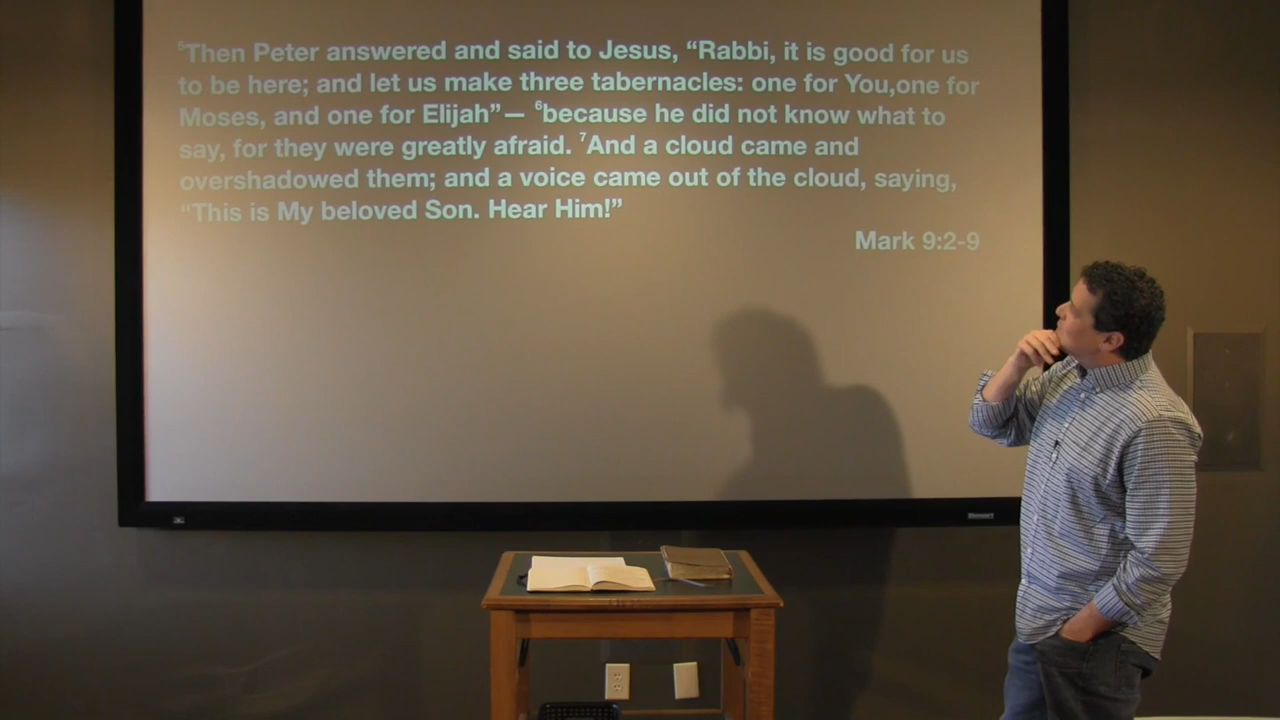 ⁵Then Peter answered and said to Jesus, “Rabbi, it is good for us
to be here; and let us make three tabernacles: one for You,one for
Moses, and one for Elijah”— ⁶because he did not know what to
say, for they were greatly afraid. ⁷And a cloud came and
overshadowed them; and a voice came out of the cloud, saying,
“This is My beloved Son. Hear Him!”
Mark 9:2-9